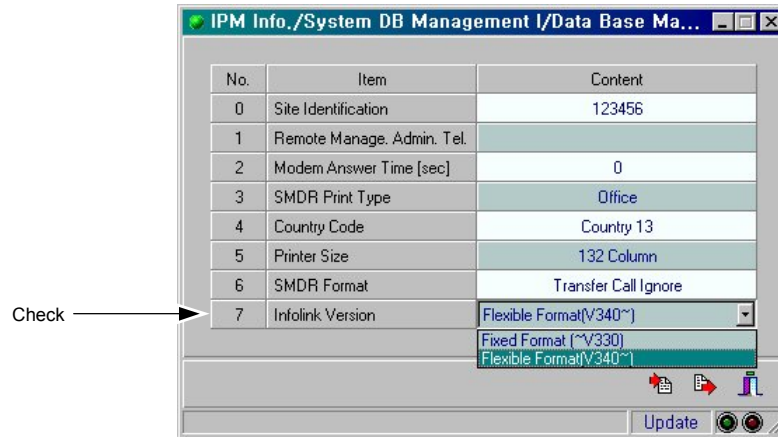 IPM Info./System DB Management I/Data Base Ma...
No. Item Content
0 Site Identification 123456
1 Remote Manage. Admin. Tel.
2 Modem Answer Time [sec] 0
3 SMDR Print Type Office
4 Country Code Country 13
5 Printer Size 132 Column
6 SMDR Format Transfer Call Ignore
Check 7 Infolink Version Flexible Format(V340~)
Fixed Format (~V330)
Flexible Format(V340~)
Update